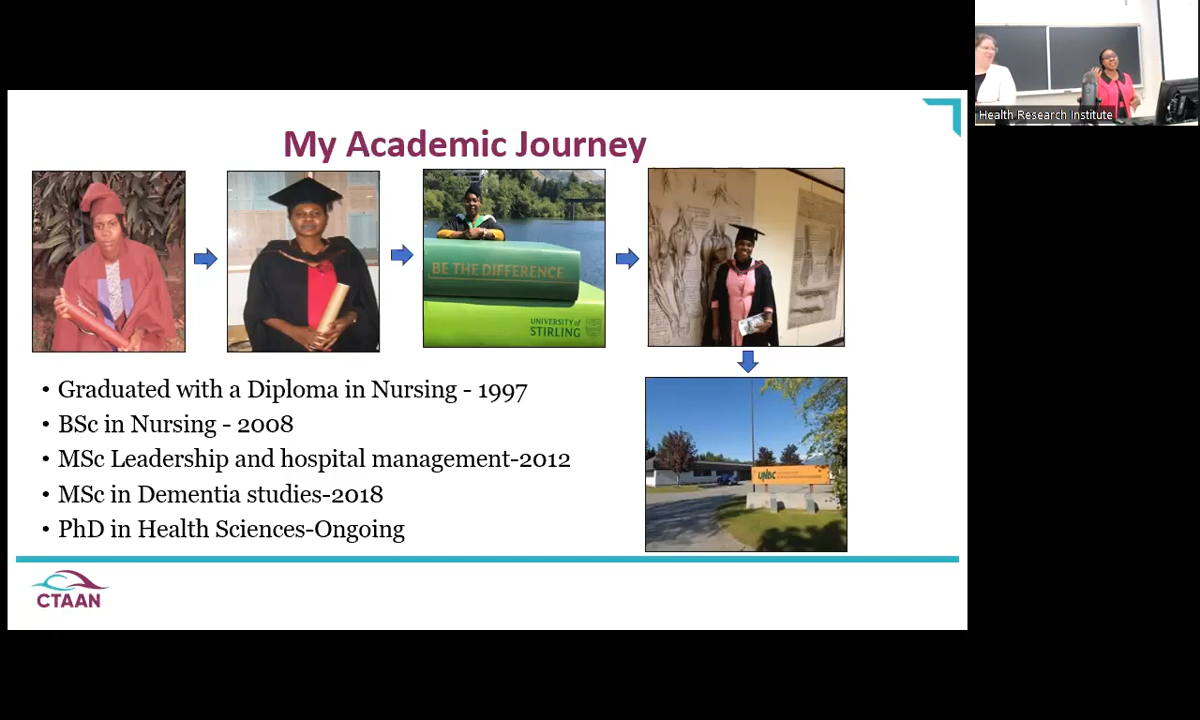 My Academic Journey
BE THE DIFFERENCE
UNIVERSITY of
STIRLING
• Graduated with a Diploma in Nursing - 1997
• BSc in Nursing - 2008
• MSc Leadership and hospital management-2012
• MSc in Dementia studies-2018
• PhD in Health Sciences-Ongoing
UNBC
CTAAN
Health Research Institute